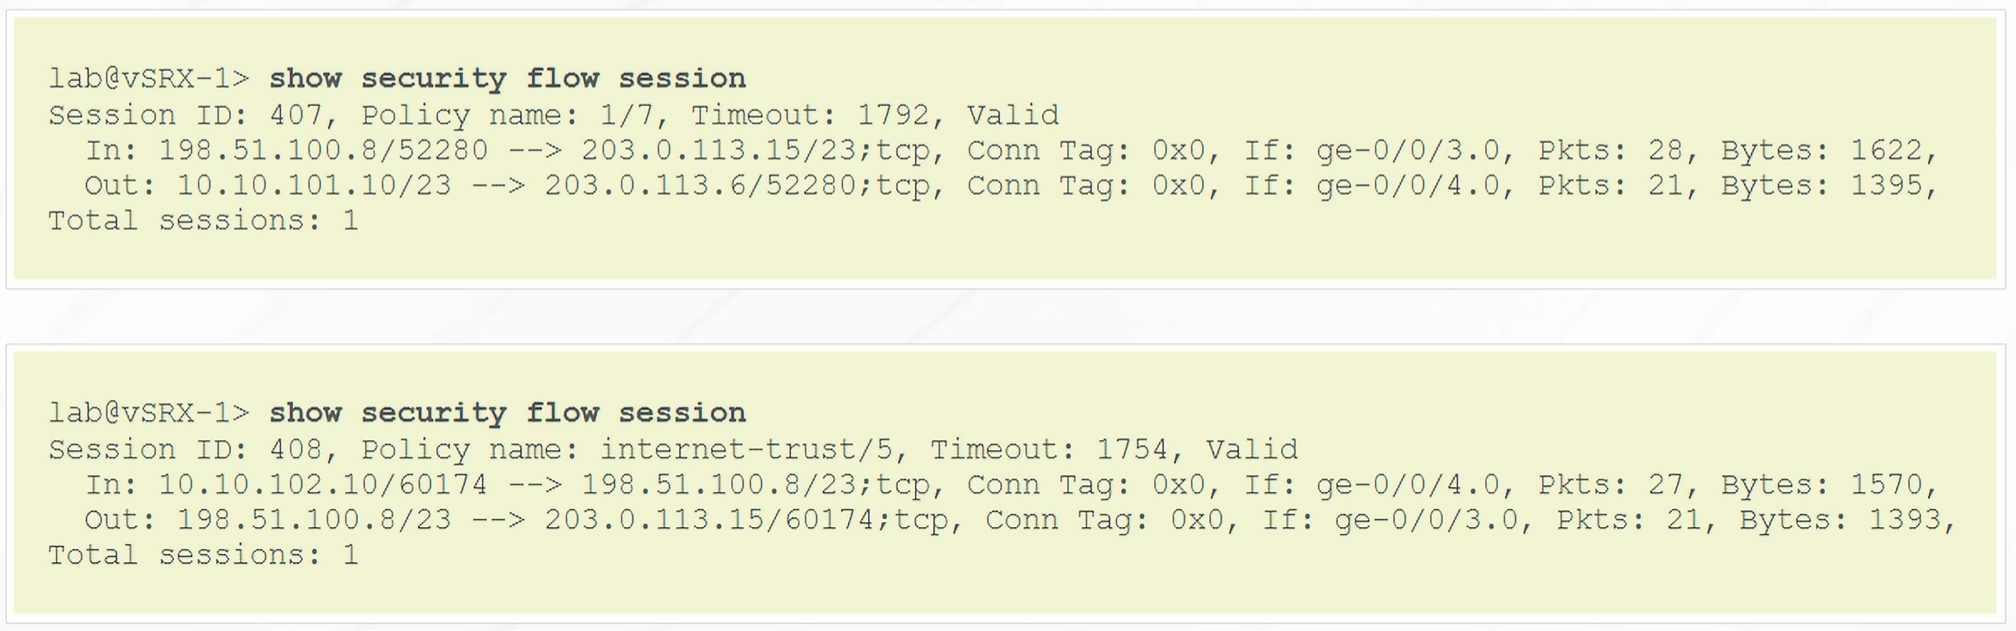 lab@vSRX-1> show security flow session
Session ID: 407, Policy name: 1/7, Timeout: 1792, Valid
In: 198.51.100.8/52280 --> 203.0.113.15/23;tcp, Conn Tag: 0x0, If: ge-0/0/3.0, Pkts: 28, Bytes: 1622,
Out: 10.10.101.10/23 --> 203.0.113.6/52280;tcp, Conn Tag: 0x0, If: ge-0/0/4.0, Pkts: 21, Bytes: 1395,
Total sessions: 1
lab@vSRX-1> show security flow session
Session ID: 408, Policy name: internet-trust/5, Timeout: 1754, Valid
In: 10.10.102.10/60174 --> 198.51.100.8/23;tcp, Conn Tag: 0x0, If: ge-0/0/4.0, Pkts: 27, Bytes: 1570,
Out: 198.51.100.8/23 --> 203.0.113.15/60174;tcp, Conn Tag: 0x0, If: ge-0/0/3.0, Pkts: 21, Bytes: 1393,
Total sessions: 1